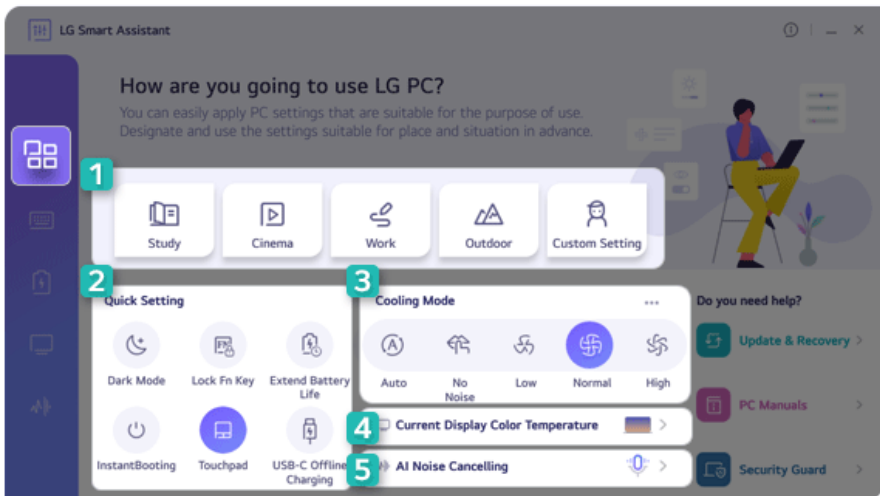 LG Smart Assistant
How are you going to use LG PC?
You can easily apply PC settings that are suitable for the purpose of use.
Designate and use the settings suitable for place and situation in advance.
1
Study
Cinema
Work
Outdoor
Custom Setting
2
Quick Setting
Dark Mode
Lock Fn Key
Extend Battery
Life
InstantBooting
Touchpad
USB-C Offline
Charging
3
Cooling Mode
Auto
No
Noise
Low
Normal
High
4
Current Display Color Temperature
5
AI Noise Cancelling
Do you need help?
Update & Recovery
PC Manuals
Security Guard